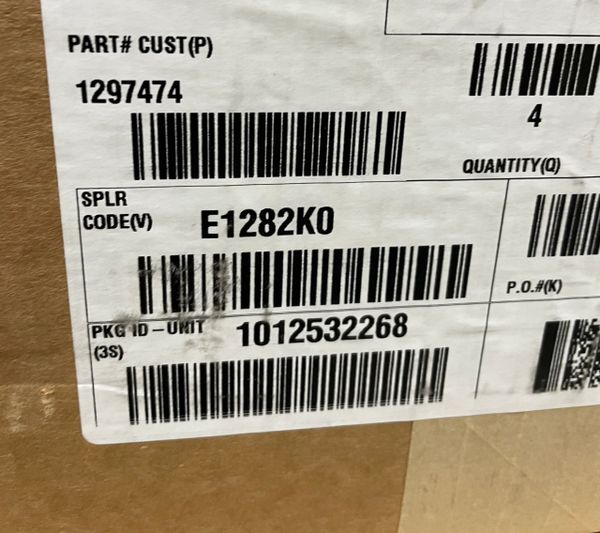 PART# CUST(P)
1297474
4
QUANTITY(Q)
SPLR
CODE(V)
E1282K0
P.O.#(K)
PKG ID-UNIT
(3S)
1012532268